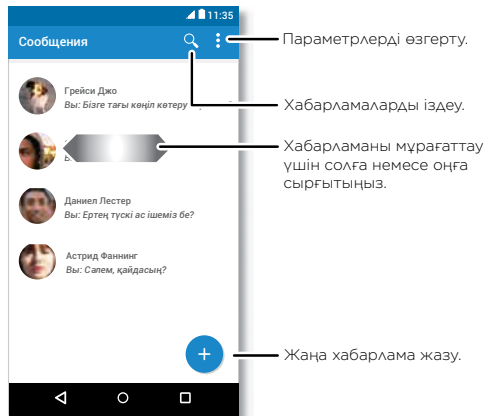 11:35
Сообщения
Параметрлерді өзгерту.
Хабарламаларды іздеу.
Грейси Джо
Вы: Бізге тағы көңіл көтеру
Хабарламаны мұрағаттау
үшін солға немесе оңға
сырғытыңыз.
Даниел Лестер
Вы: Ертең түскі ас ішеміз бе?
Астрид Фаннинг
Вы: Сәлем, қайдасың?
Жаңа хабарлама жазу.